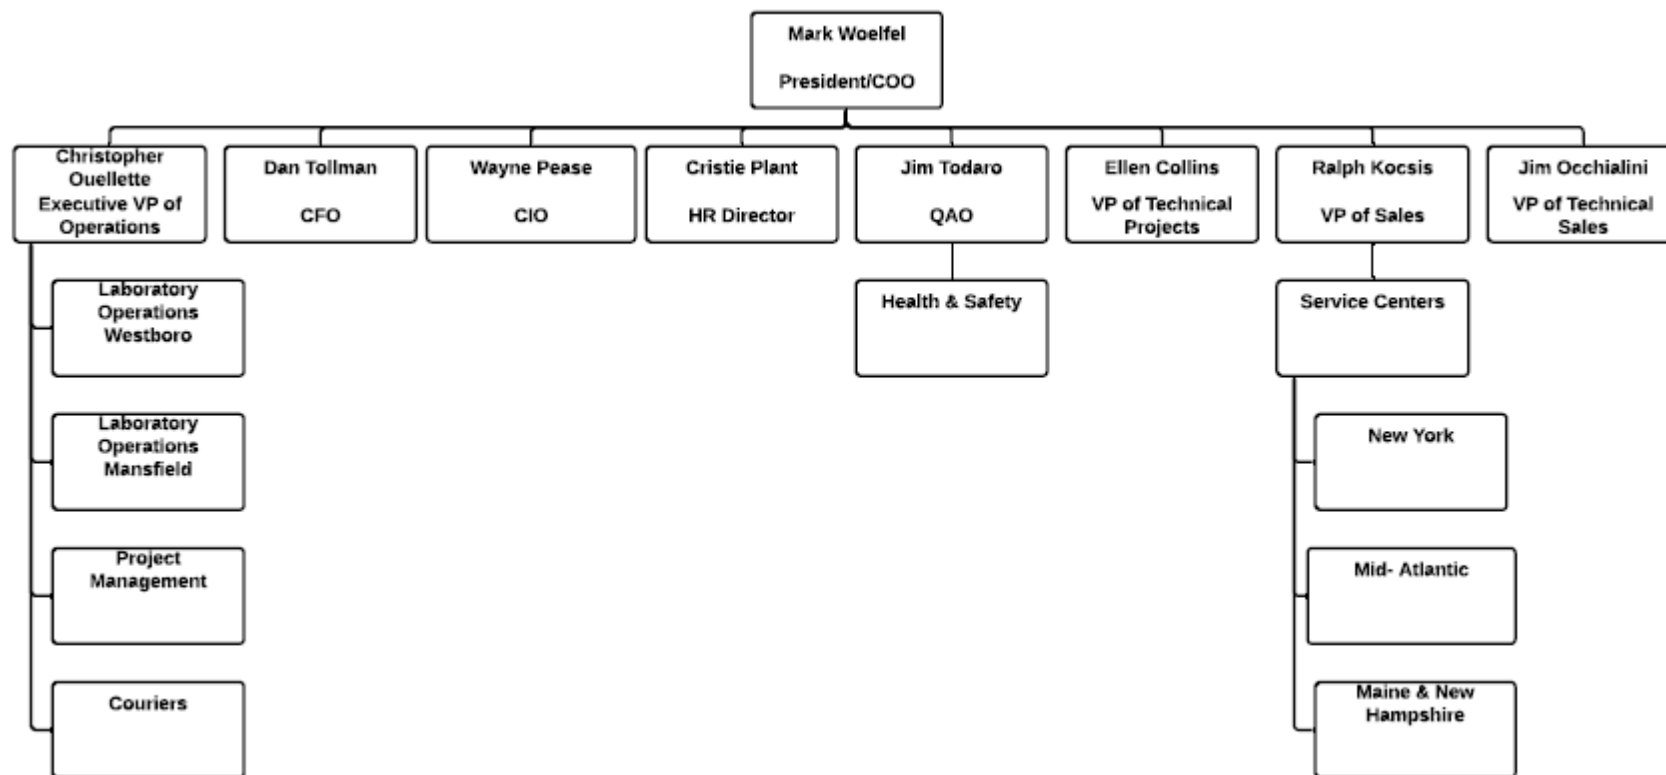 Mark Woelfel
President/COO
Christopher
Ouellette
Executive VP of
Operations
Dan Tollman
CFO
Wayne Pease
CIO
Cristie Plant
HR Director
Jim Todaro
QAO
Ellen Collins
VP of Technical
Projects
Ralph Kocsis
VP of Sales
Jim Occhialini
VP of Technical
Sales
Laboratory
Operations
Westboro
Health & Safety
Service Centers
Laboratory
Operations
Mansfield
New York
Project
Management
Mid- Atlantic
Couriers
Maine & New
Hampshire